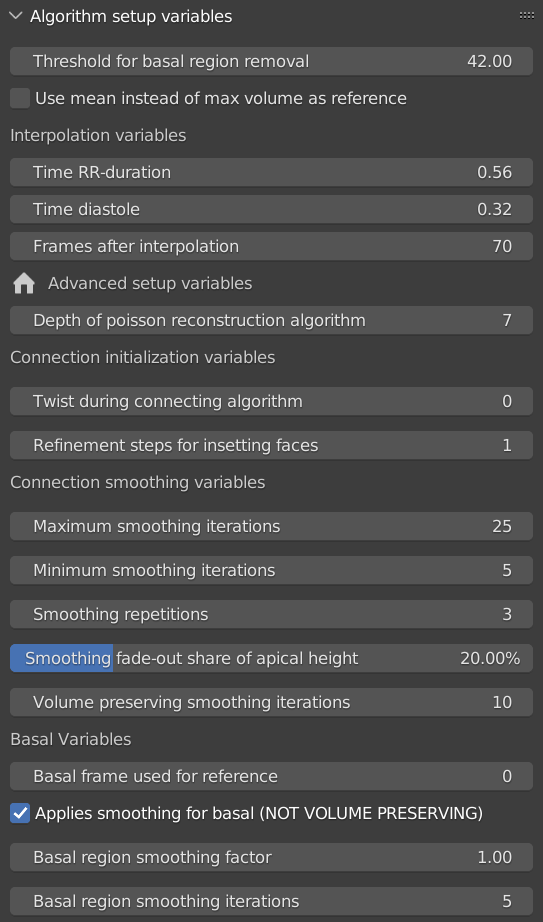 Algorithm setup variables
Threshold for basal region removal 42.00
Use mean instead of max volume as reference
Interpolation variables
Time RR-duration 0.56
Time diastole 0.32
Frames after interpolation 70
Advanced setup variables
Depth of poisson reconstruction algorithm 7
Connection initialization variables
Twist during connecting algorithm 0
Refinement steps for insetting faces 1
Connection smoothing variables
Maximum smoothing iterations 25
Minimum smoothing iterations 5
Smoothing repetitions 3
Smoothing fade-out share of apical height 20.00%
Volume preserving smoothing iterations 10
Basal Variables
Basal frame used for reference 0
Applies smoothing for basal (NOT VOLUME PRESERVING)
Basal region smoothing factor 1.00
Basal region smoothing iterations 5